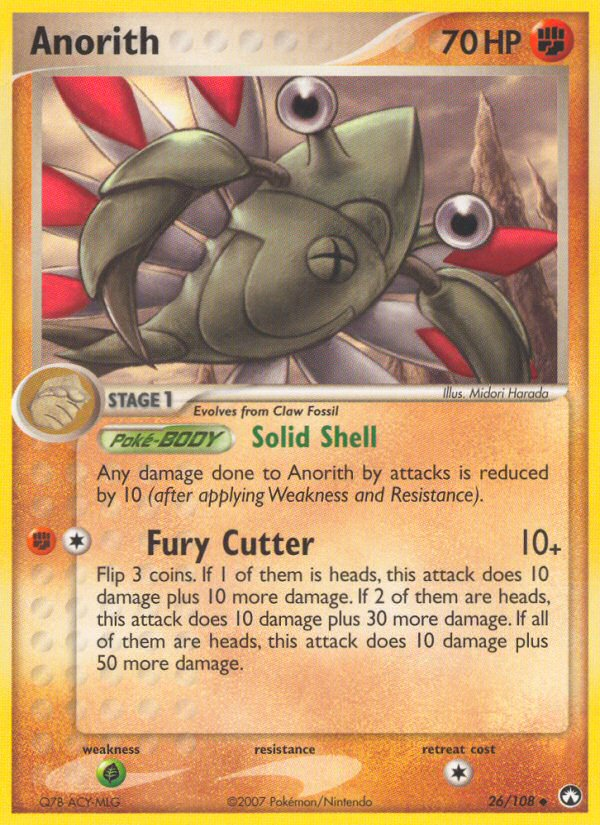 Anorith 70 HP
Illus. Midori Harada
STAGE 1
Evolves from Claw Fossil
Poké-BODY Solid Shell
Any damage done to Anorith by attacks is reduced
by 10 (after applying Weakness and Resistance).
Fury Cutter 10+
Flip 3 coins. If 1 of them is heads, this attack does 10
damage plus 10 more damage. If 2 of them are heads,
this attack does 10 damage plus 30 more damage. If all
of them are heads, this attack does 10 damage plus
50 more damage.
weakness resistance retreat cost
Q7B ACY-MLG ©2007 Pokémon/Nintendo 26/108